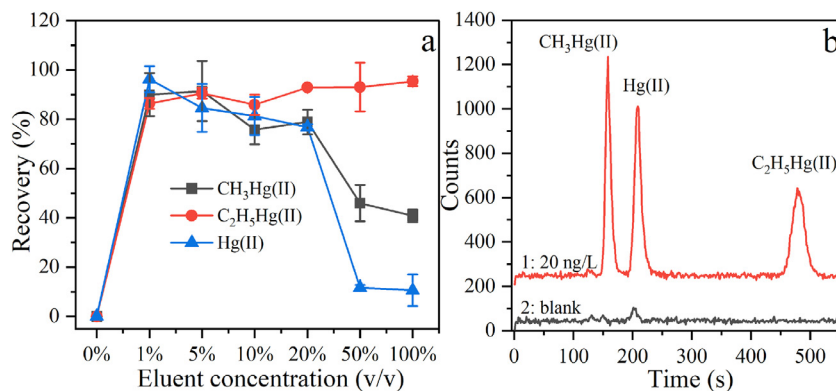 a
120
100
80
60
40
20
0
Recovery (%)
CH₃Hg(II)
C₂H₅Hg(II)
Hg(II)
0% 1% 5% 10% 20% 50% 100%
Eluent concentration (v/v)
b
1400
1200
1000
800
600
400
200
0
Counts
CH₃Hg(II)
Hg(II)
C₂H₅Hg(II)
1: 20 ng/L
2: blank
0 100 200 300 400 500
Time (s)